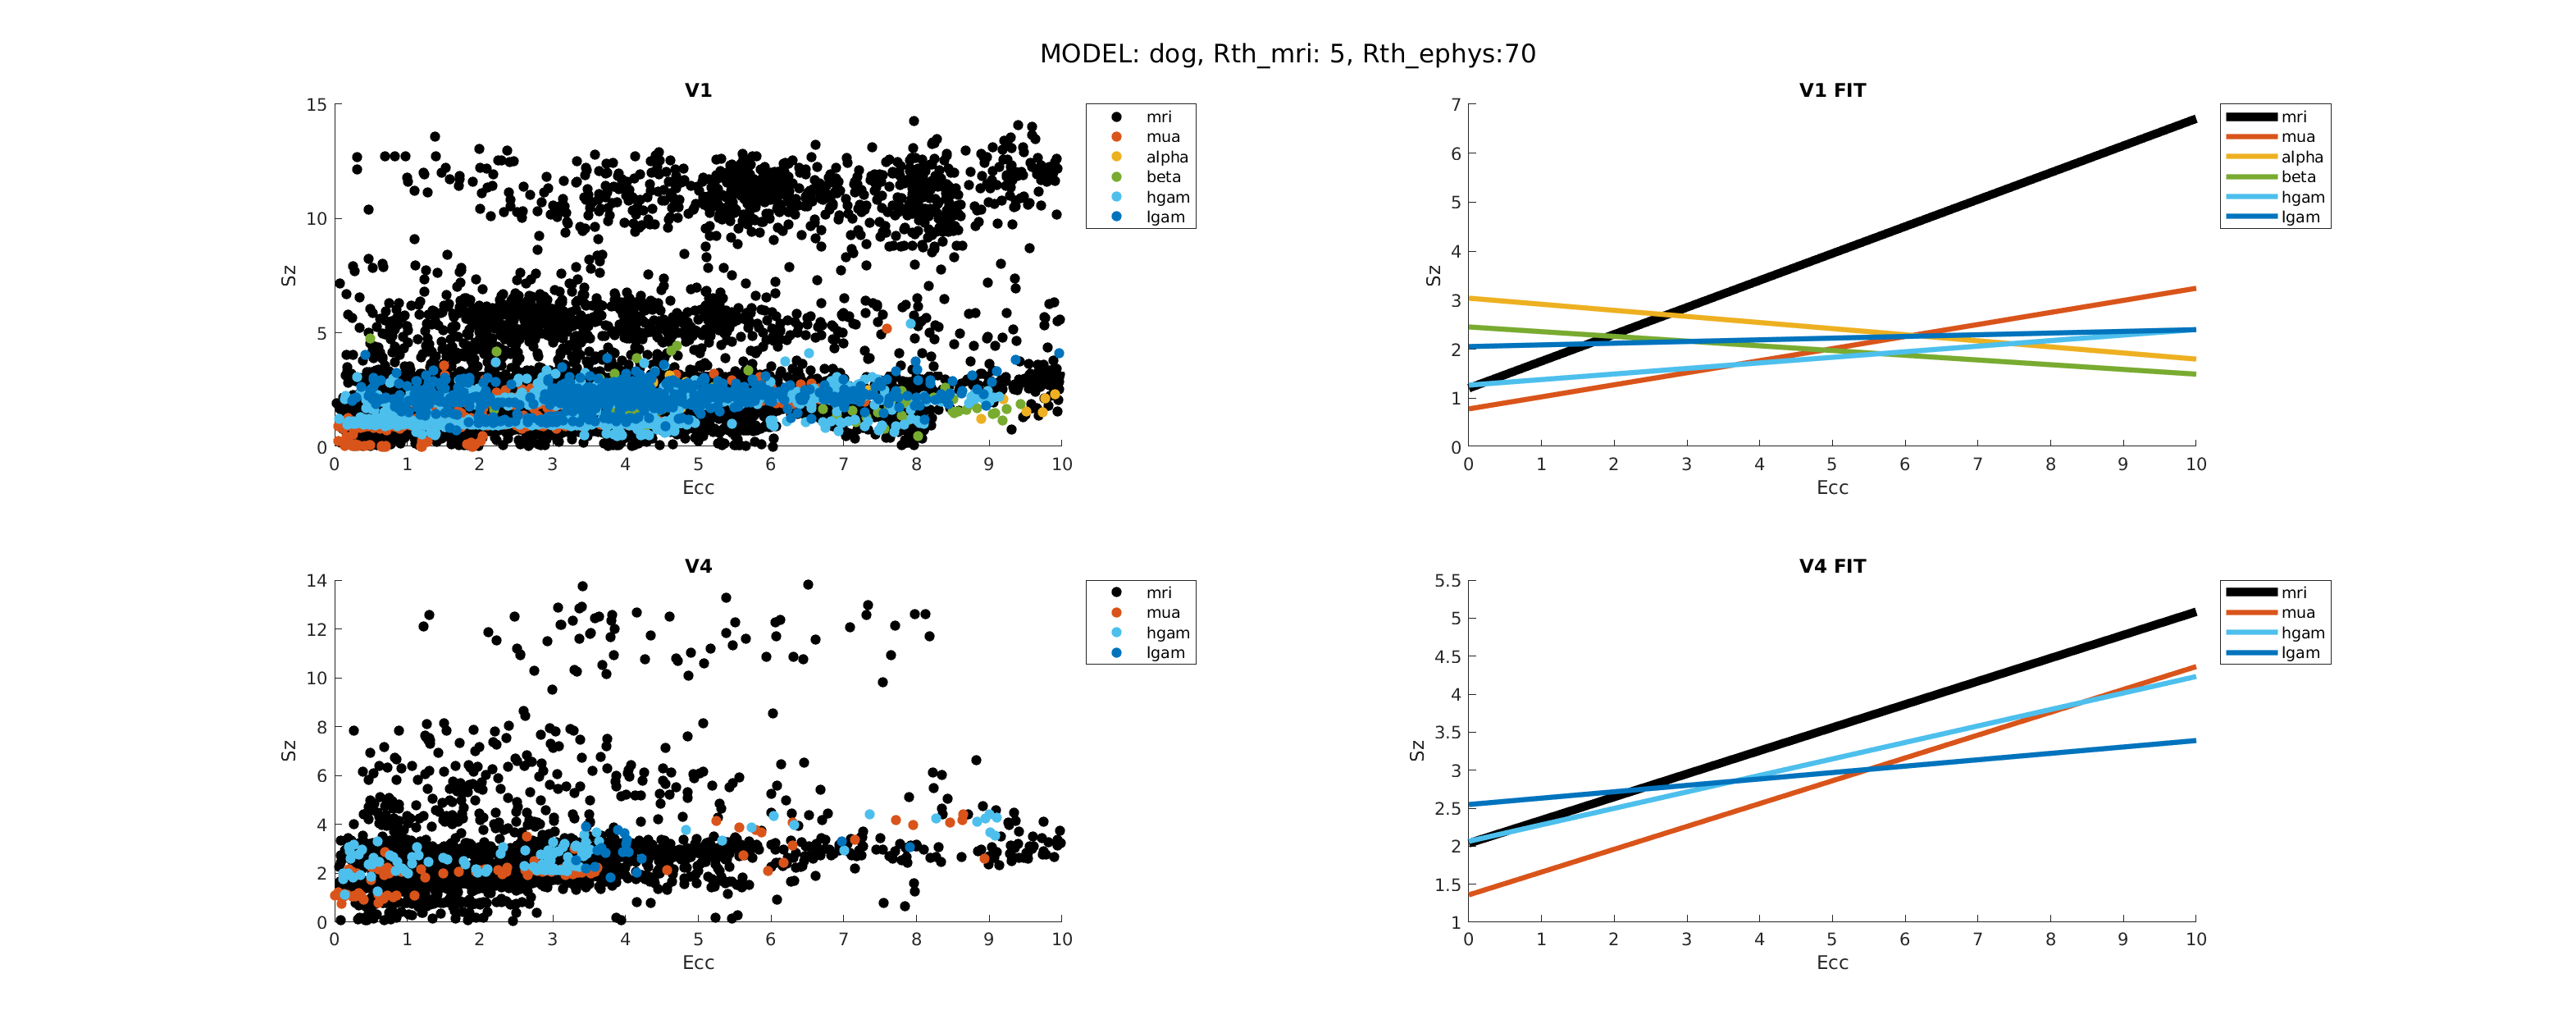 MODEL: dog, Rth_mri: 5, Rth_ephys:70
V1
15
10
5
0
Sz
0 1 2 3 4 5 6 7 8 9 10
Ecc
mri
mua
alpha
beta
hgam
lgam
V1 FIT
7
6
5
4
3
2
1
0
Sz
0 1 2 3 4 5 6 7 8 9 10
Ecc
mri
mua
alpha
beta
hgam
lgam
V4
14
12
10
8
6
4
2
0
Sz
0 1 2 3 4 5 6 7 8 9 10
Ecc
mri
mua
hgam
lgam
V4 FIT
5.5
5
4.5
4
3.5
3
2.5
2
1.5
1
Sz
0 1 2 3 4 5 6 7 8 9 10
Ecc
mri
mua
hgam
lgam